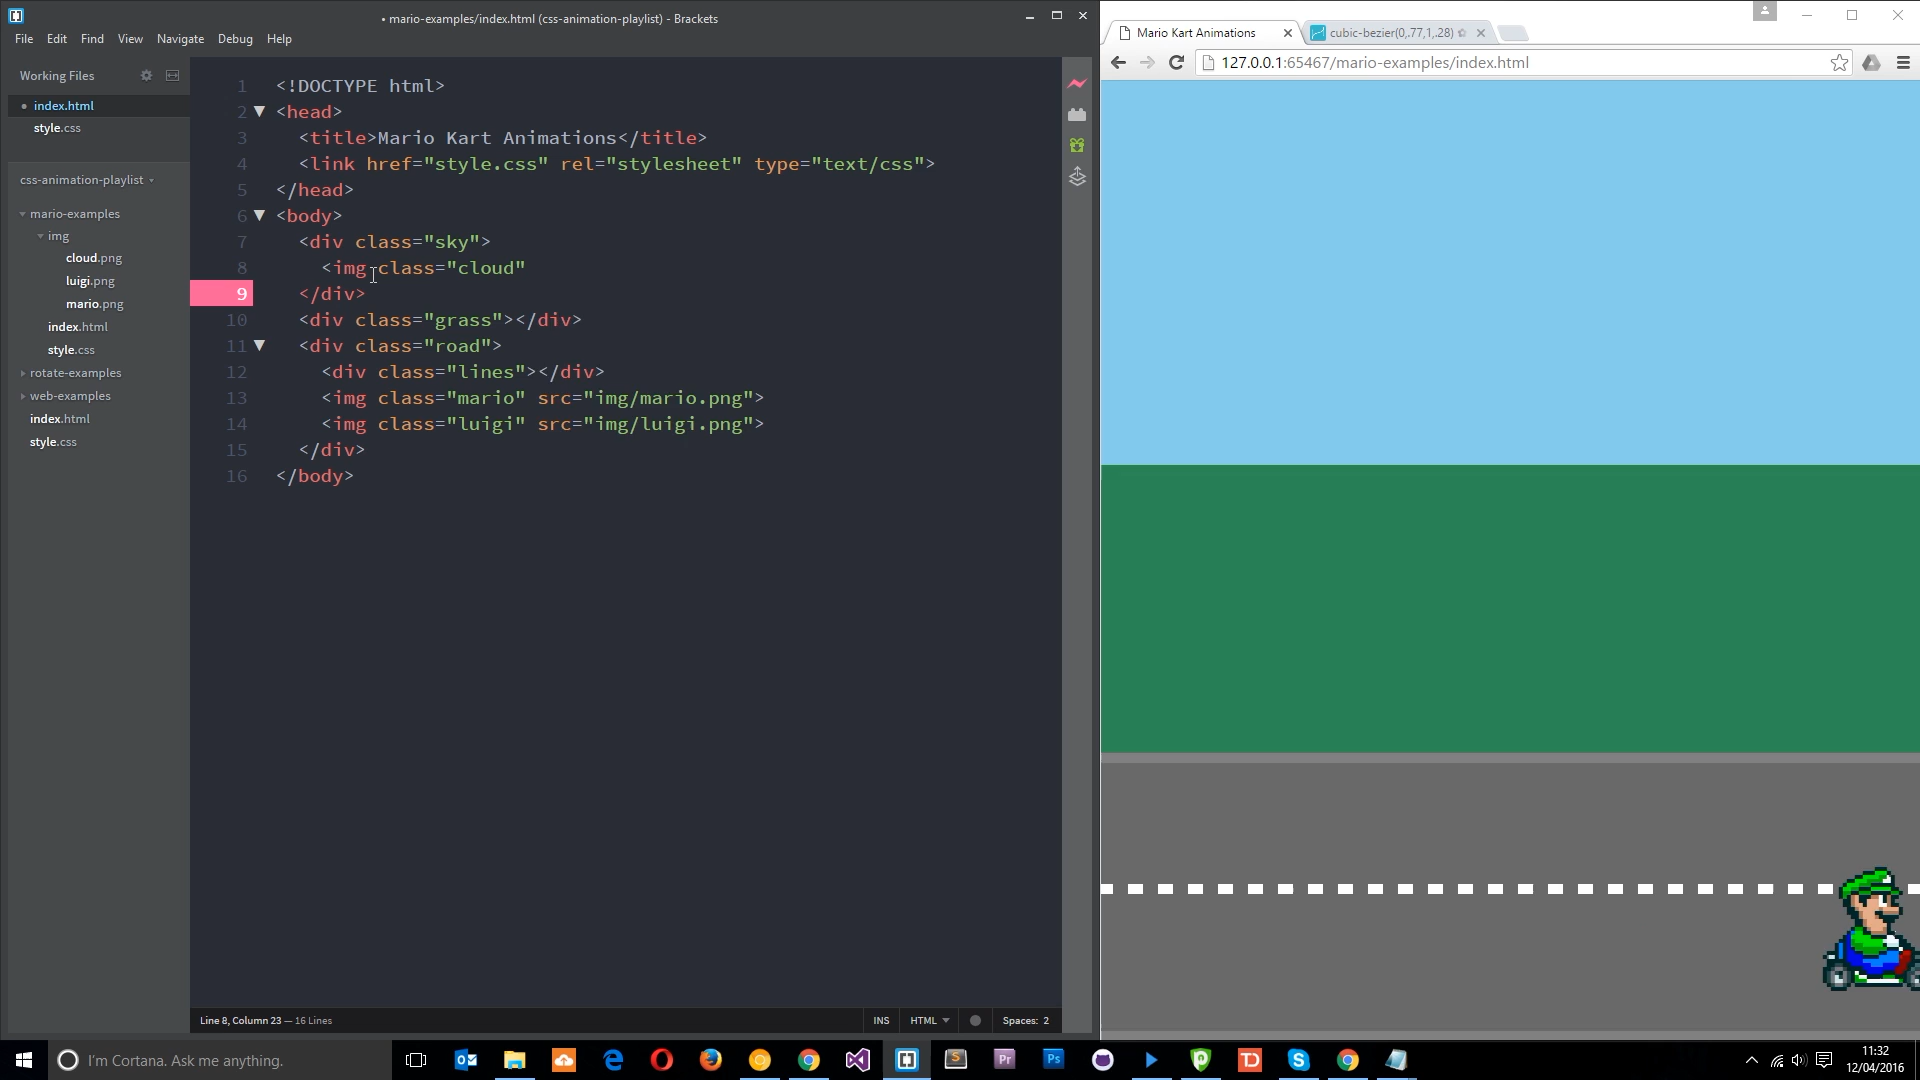 • mario-examples/index.html (css-animation-playlist) - Brackets
File Edit Find View Navigate Debug Help
Working Files
• index.html
style.css
css-animation-playlist
mario-examples
img
cloud.png
luigi.png
mario.png
index.html
style.css
rotate-examples
web-examples
index.html
style.css
1 <!DOCTYPE html>
2 <head>
3 <title>Mario Kart Animations</title>
4 <link href="style.css" rel="stylesheet" type="text/css">
5 </head>
6 <body>
7 <div class="sky">
8 <img class="cloud"
9 </div>
10 <div class="grass"></div>
11 <div class="road">
12 <div class="lines"></div>
13 <img class="mario" src="img/mario.png">
14 <img class="luigi" src="img/luigi.png">
15 </div>
16 </body>
Line 8, Column 23 — 16 Lines
INS HTML Spaces: 2
Mario Kart Animations
cubic-bezier(0,.77,1,.28)
127.0.0.1:65467/mario-examples/index.html
I'm Cortana. Ask me anything.
S
Pr
Ps
TD
11:32
12/04/2016